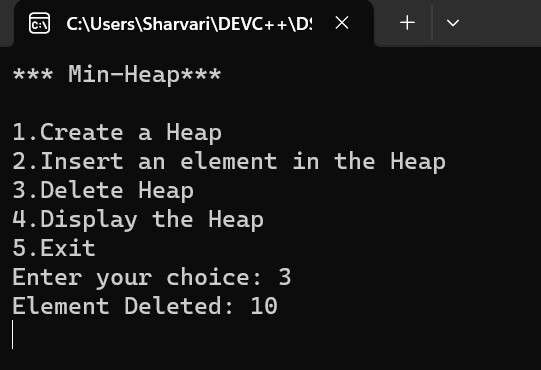 C:\Users\Sharvari\DEVC++\DS
*** Min-Heap***
1.Create a Heap
2.Insert an element in the Heap
3.Delete Heap
4.Display the Heap
5.Exit
Enter your choice: 3
Element Deleted: 10